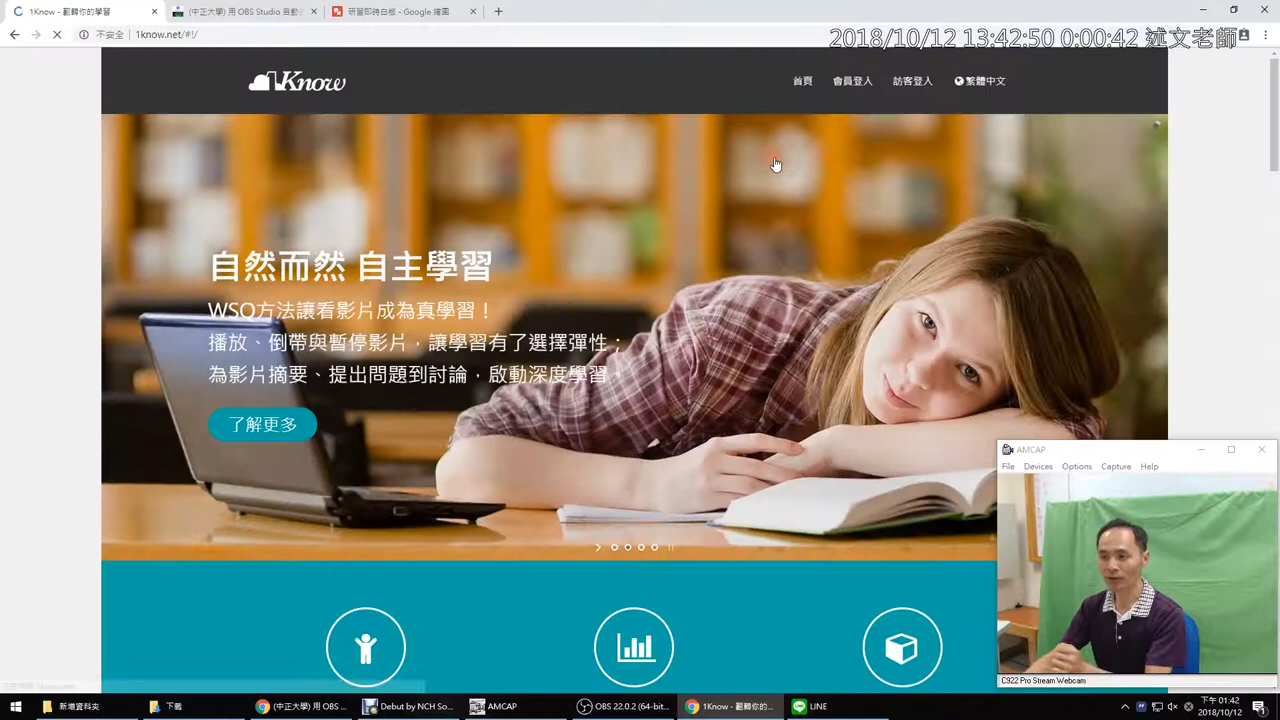 1Know - 翻轉你的學習
(中正大學) 用 OBS Studio 自動
研習即時白板 - Google 繪圖
不安全
1know.net/#!/
2018/10/12 13:42:50 0:00:42 述文老師
1Know
首頁
會員登入
訪客登入
繁體中文
自然而然 自主學習
WSQ方法讓看影片成為真學習！
播放、倒帶與暫停影片，讓學習有了選擇彈性；
為影片摘要、提出問題到討論，啟動深度學習。
了解更多
AMCAP
File Devices Options Capture Help
C922 Pro Stream Webcam
新增資料夾
下載
(中正大學) 用 OBS ...
Debut by NCH So...
AMCAP
OBS 22.0.2 (64-bit...
1Know - 翻轉你的...
LINE
下午 01:42
2018/10/12